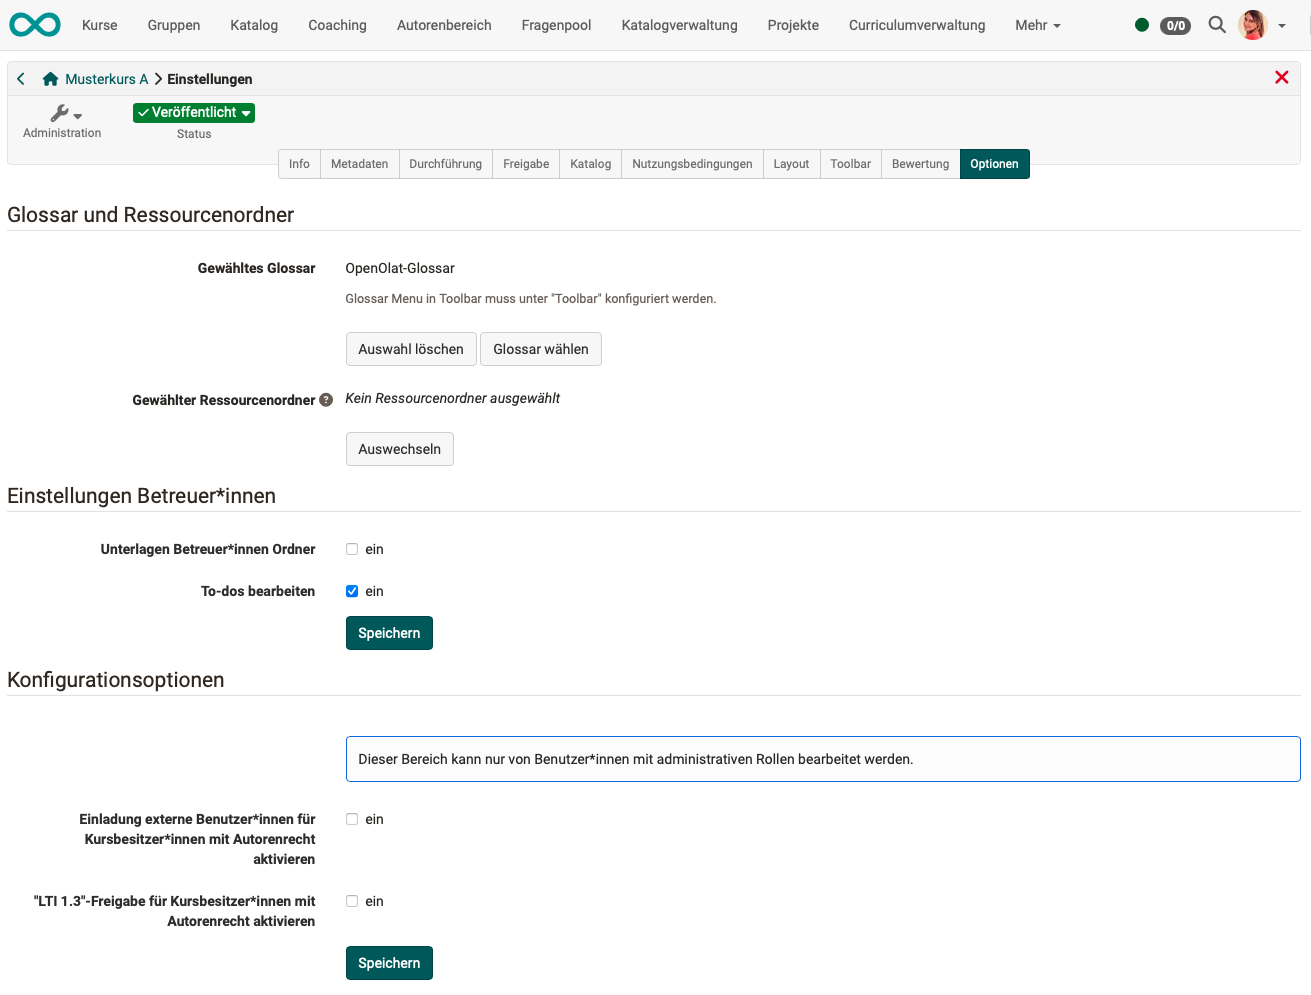 Kurse Gruppen Katalog Coaching Autorenbereich Fragenpool Katalogverwaltung Projekte Curriculumverwaltung Mehr 0/0
Musterkurs A Einstellungen
Administration
Veröffentlicht
Status
Info Metadaten Durchführung Freigabe Katalog Nutzungsbedingungen Layout Toolbar Bewertung Optionen
Glossar und Ressourcenordner
Gewähltes Glossar OpenOlat-Glossar
Glossar Menu in Toolbar muss unter "Toolbar" konfiguriert werden.
Auswahl löschen Glossar wählen
Gewählter Ressourcenordner ? Kein Ressourcenordner ausgewählt
Auswechseln
Einstellungen Betreuer*innen
Unterlagen Betreuer*innen Ordner ein
To-dos bearbeiten ein
Speichern
Konfigurationsoptionen
Dieser Bereich kann nur von Benutzer*innen mit administrativen Rollen bearbeitet werden.
Einladung externe Benutzer*innen für ein
Kursbesitzer*innen mit Autorenrecht
aktivieren
"LTI 1.3"-Freigabe für Kursbesitzer*innen mit ein
Autorenrecht aktivieren
Speichern